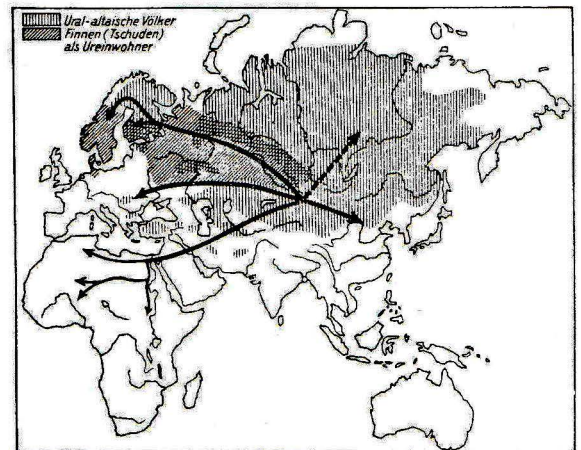 Ural-altaische Völker
Finnen (Tschuden)
als Ureinwohner